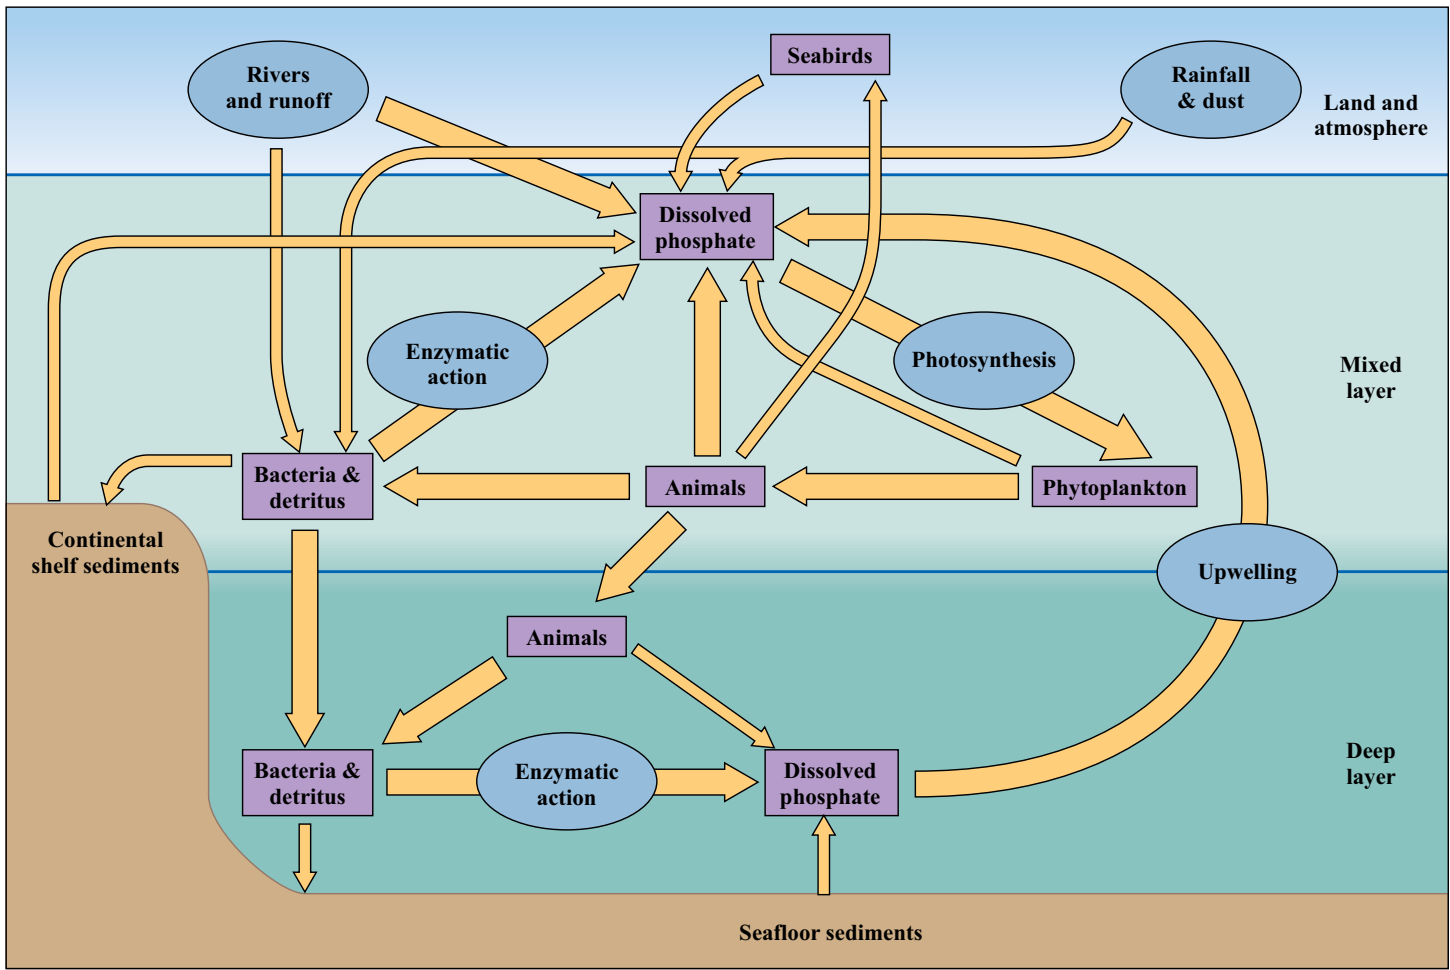 Seabirds
Rivers
and runoff
Rainfall
& dust
Land and
atmosphere
Dissolved
phosphate
Enzymatic
action
Photosynthesis
Mixed
layer
Bacteria &
detritus
Animals
Phytoplankton
Continental
shelf sediments
Upwelling
Animals
Bacteria &
detritus
Enzymatic
action
Dissolved
phosphate
Deep
layer
Seafloor sediments